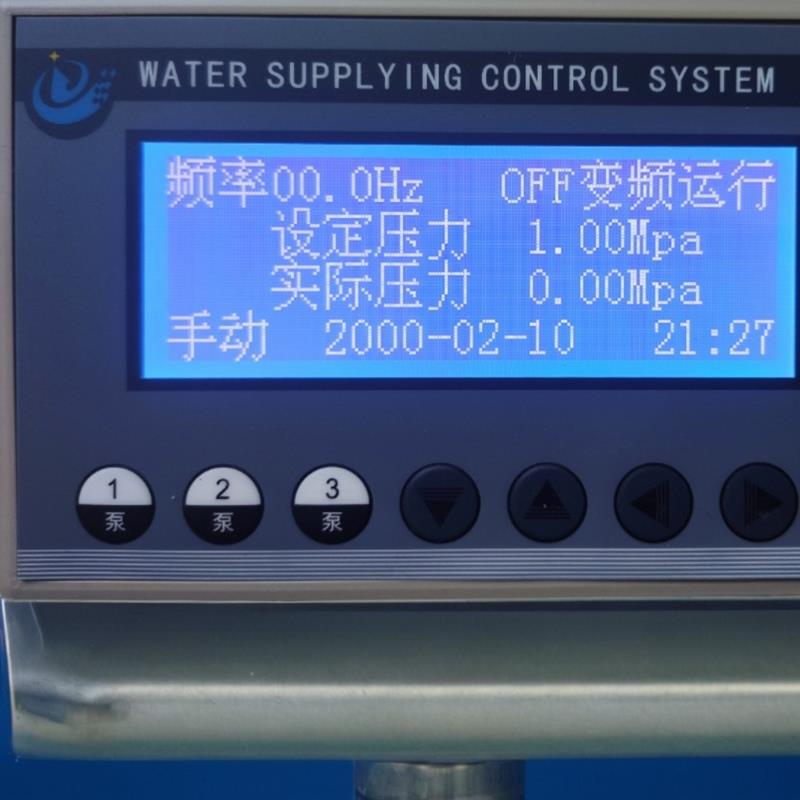 WATER SUPPLYING CONTROL SYSTEM
频率00.0Hz OFF变频运行
设定压力 1.00Mpa
实际压力 0.00Mpa
手动 2000-02-10 21:27
1 2 3
泵 泵 泵